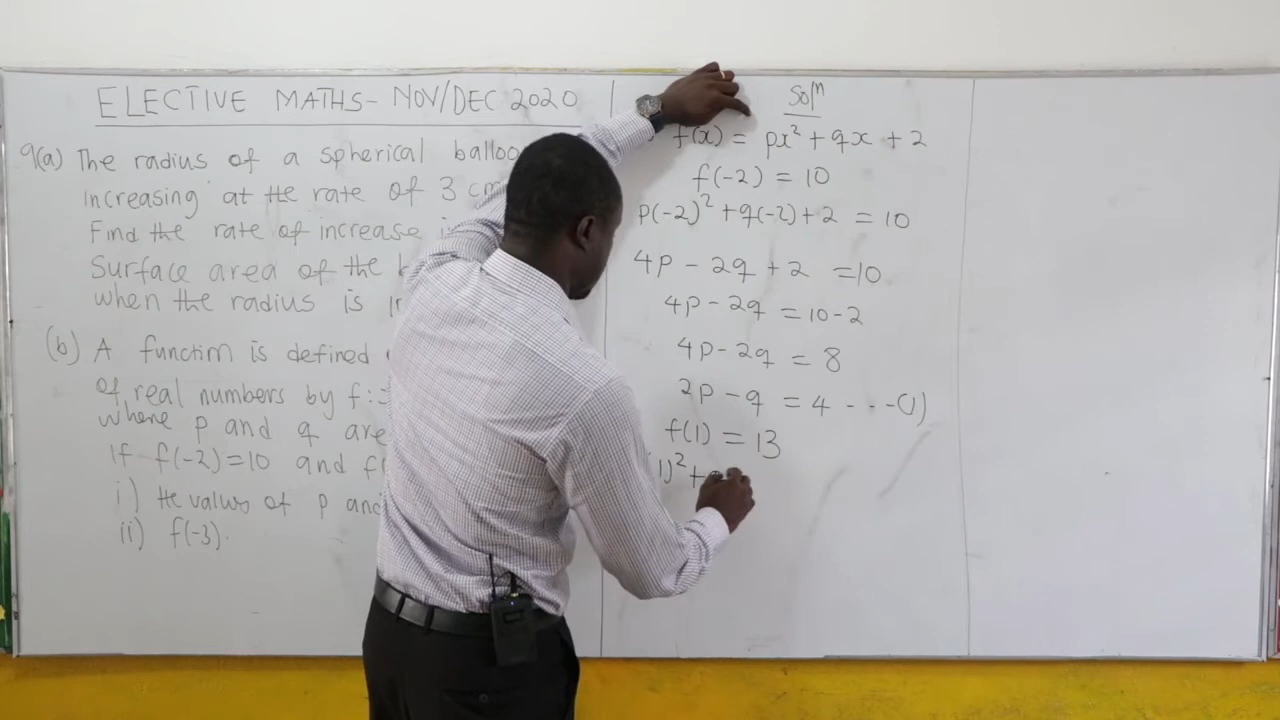 ELECTIVE MATHS- NOV/DEC 2020
9(a) The radius of a spherical balloo
increasing at the rate of 3 cm
Find the rate of increase i
Surface area of the b
when the radius is
(b) A function is defined
of real numbers by f:
where p and q are
If f(-2)=10 and f(
i) the values of p and
ii) f(-3).
Solⁿ
f(x) = px² + qx + 2
f(-2) = 10
p(-2)² + q(-2) + 2 = 10
4p - 2q + 2 = 10
4p - 2q = 10 - 2
4p - 2q = 8
2p - q = 4 - - -(1)
f(1) = 13
(1)² +